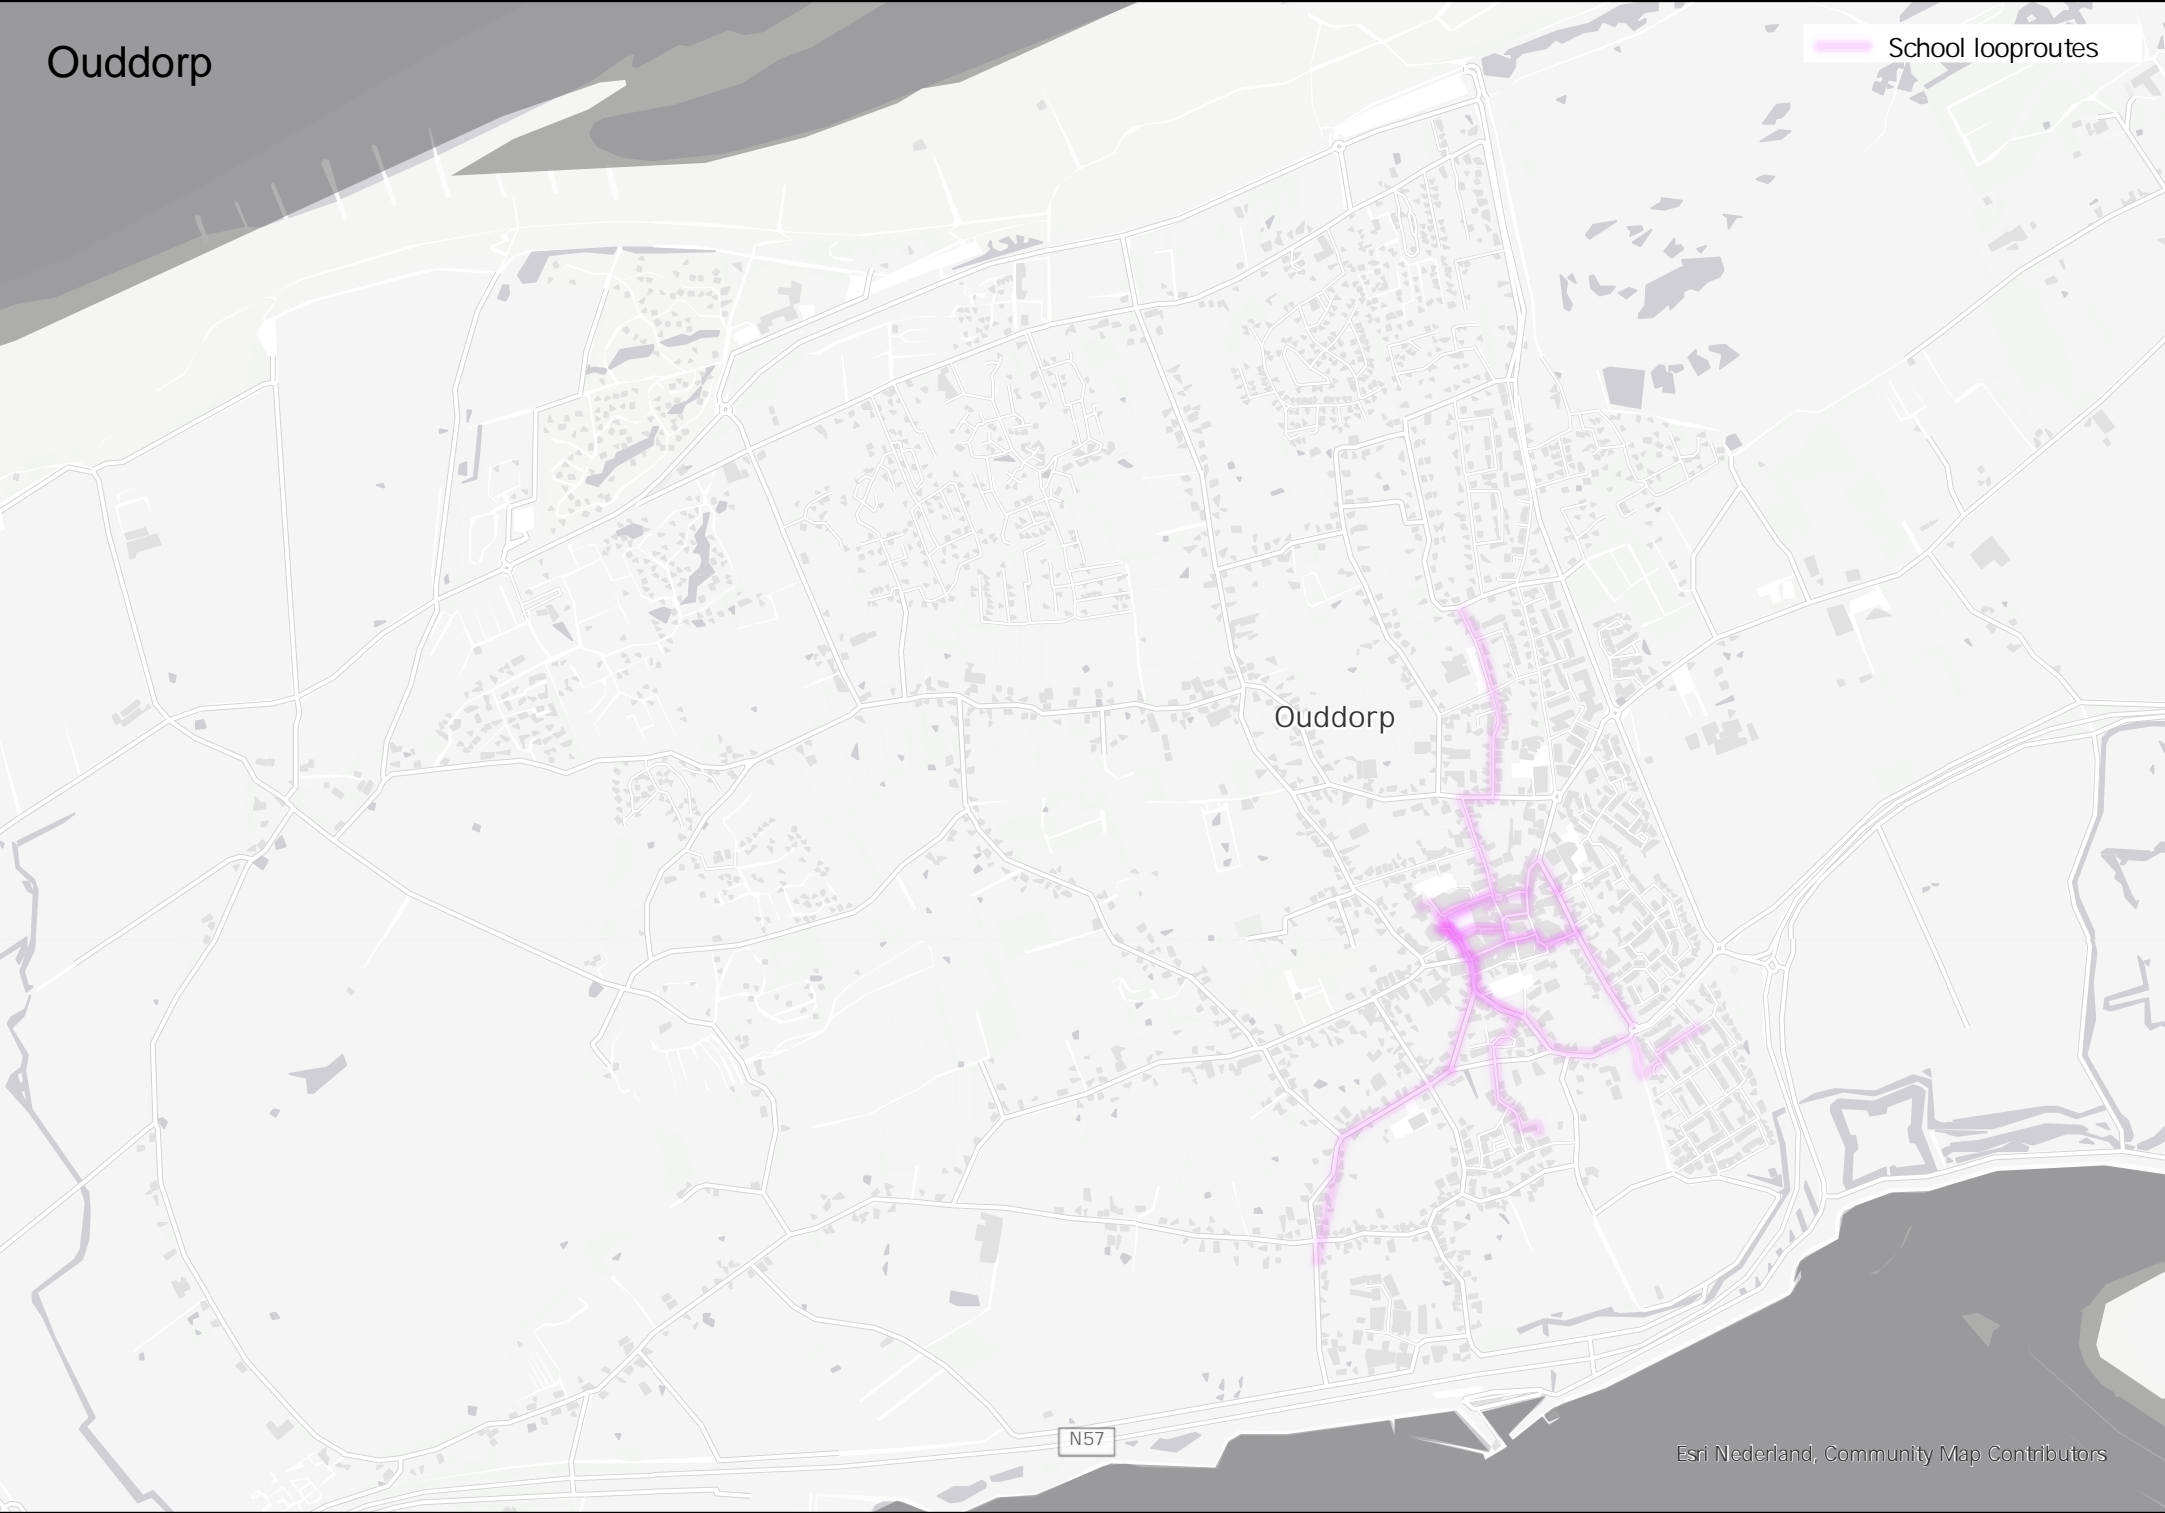 Ouddorp
School looproutes
Ouddorp
N57
Esri Nederland, Community Map Contributors